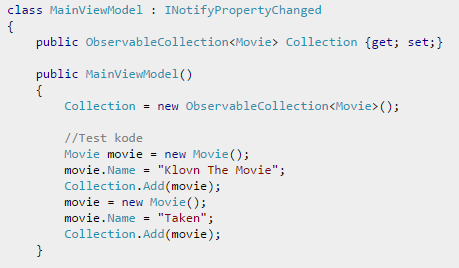 class MainViewModel : INotifyPropertyChanged
{
    public ObservableCollection<Movie> Collection {get; set;}

    public MainViewModel()
    {
        Collection = new ObservableCollection<Movie>();

        //Test kode
        Movie movie = new Movie();
        movie.Name = "Klovn The Movie";
        Collection.Add(movie);
        movie = new Movie();
        movie.Name = "Taken";
        Collection.Add(movie);
    }